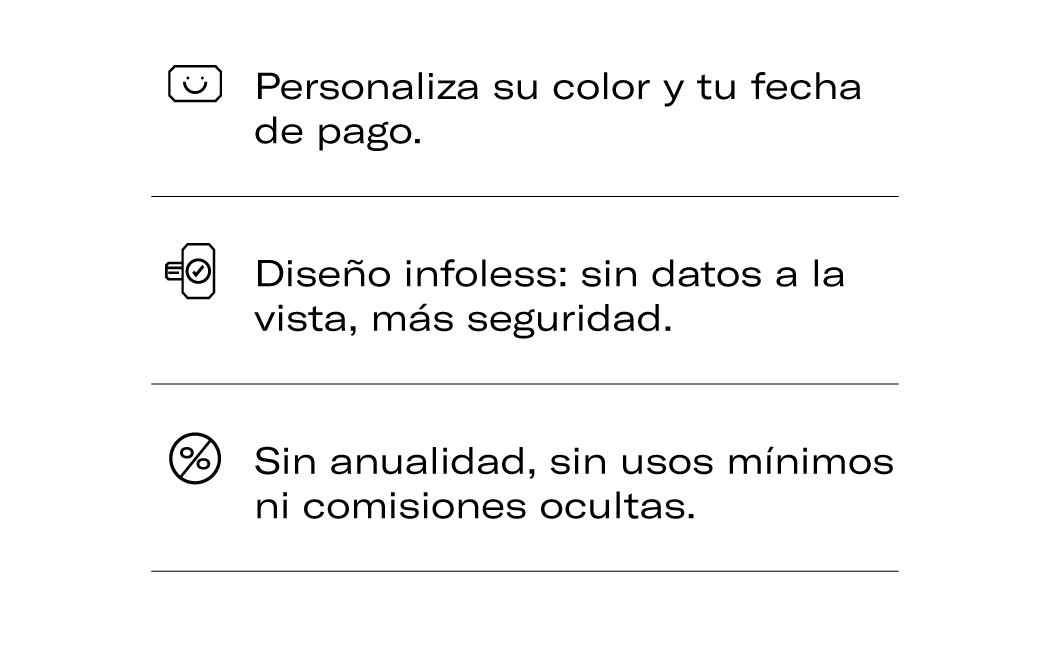 Personaliza su color y tu fecha
de pago.
Diseño infoless: sin datos a la
vista, más seguridad.
Sin anualidad, sin usos mínimos
ni comisiones ocultas.